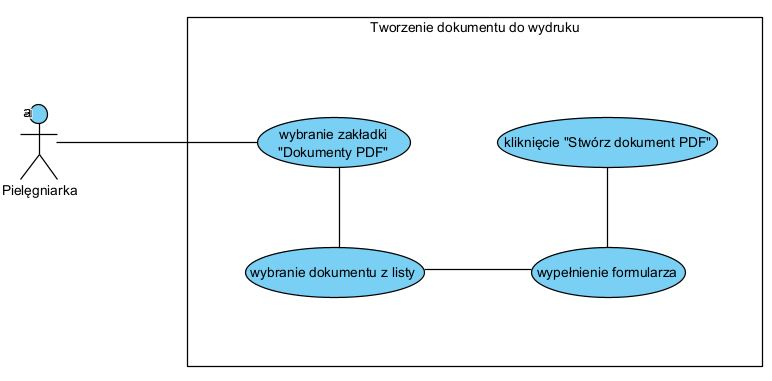 Tworzenie dokumentu do wydruku
a
Pielęgniarka
wybranie zakładki
"Dokumenty PDF"
wybranie dokumentu z listy
wypełnienie formularza
kliknięcie "Stwórz dokument PDF"